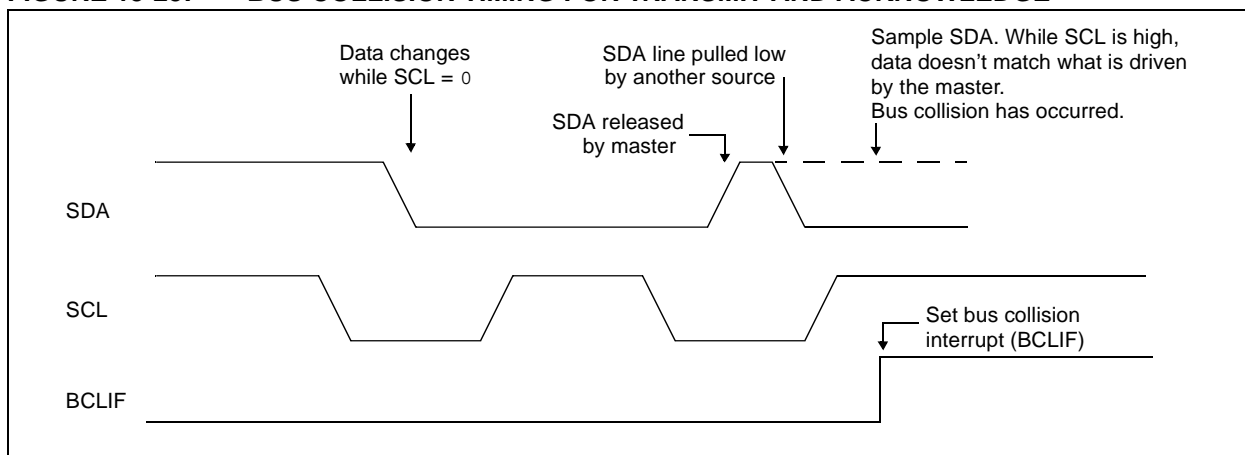 Data changes
while SCL = 0
SDA line pulled low
by another source
SDA released
by master
Sample SDA. While SCL is high,
data doesn't match what is driven
by the master.
Bus collision has occurred.
SDA
SCL
Set bus collision
interrupt (BCLIF)
BCLIF